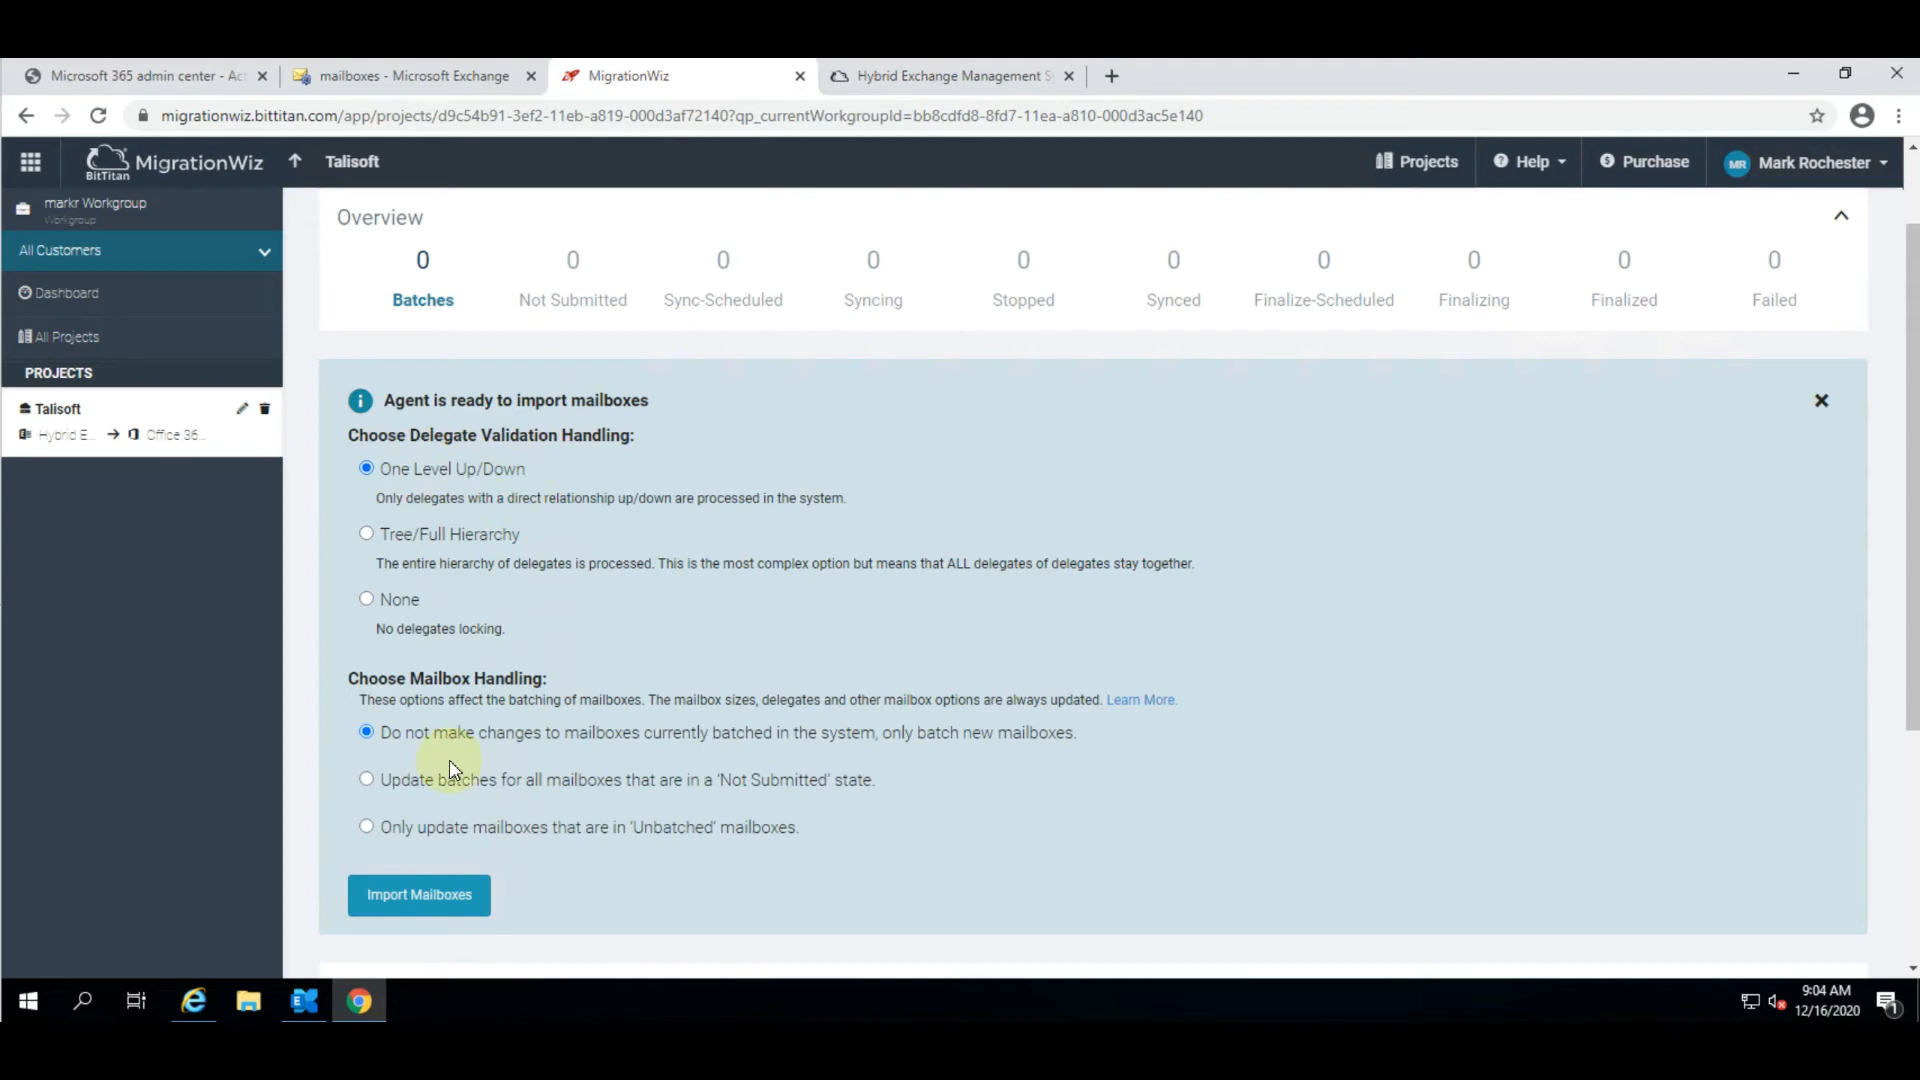 Microsoft 365 admin center - Act
mailboxes - Microsoft Exchange
MigrationWiz
Hybrid Exchange Management S
migrationwiz.bittitan.com/app/projects/d9c54b91-3ef2-11eb-a819-000d3af72140?qp_currentWorkgroupId=bb8cdfd8-8fd7-11ea-a810-000d3ac5e140
BitTitan MigrationWiz
Talisoft
Projects
Help
Purchase
MR Mark Rochester
markr Workgroup
Workgroup
All Customers
Dashboard
All Projects
PROJECTS
Talisoft
Hybrid E... Office 36...
Overview
0 0 0 0 0 0 0 0 0 0
Batches Not Submitted Sync-Scheduled Syncing Stopped Synced Finalize-Scheduled Finalizing Finalized Failed
Agent is ready to import mailboxes
Choose Delegate Validation Handling:
One Level Up/Down
Only delegates with a direct relationship up/down are processed in the system.
Tree/Full Hierarchy
The entire hierarchy of delegates is processed. This is the most complex option but means that ALL delegates of delegates stay together.
None
No delegates locking.
Choose Mailbox Handling:
These options affect the batching of mailboxes. The mailbox sizes, delegates and other mailbox options are always updated. Learn More.
Do not make changes to mailboxes currently batched in the system, only batch new mailboxes.
Update batches for all mailboxes that are in a 'Not Submitted' state.
Only update mailboxes that are in 'Unbatched' mailboxes.
Import Mailboxes
9:04 AM
12/16/2020
1